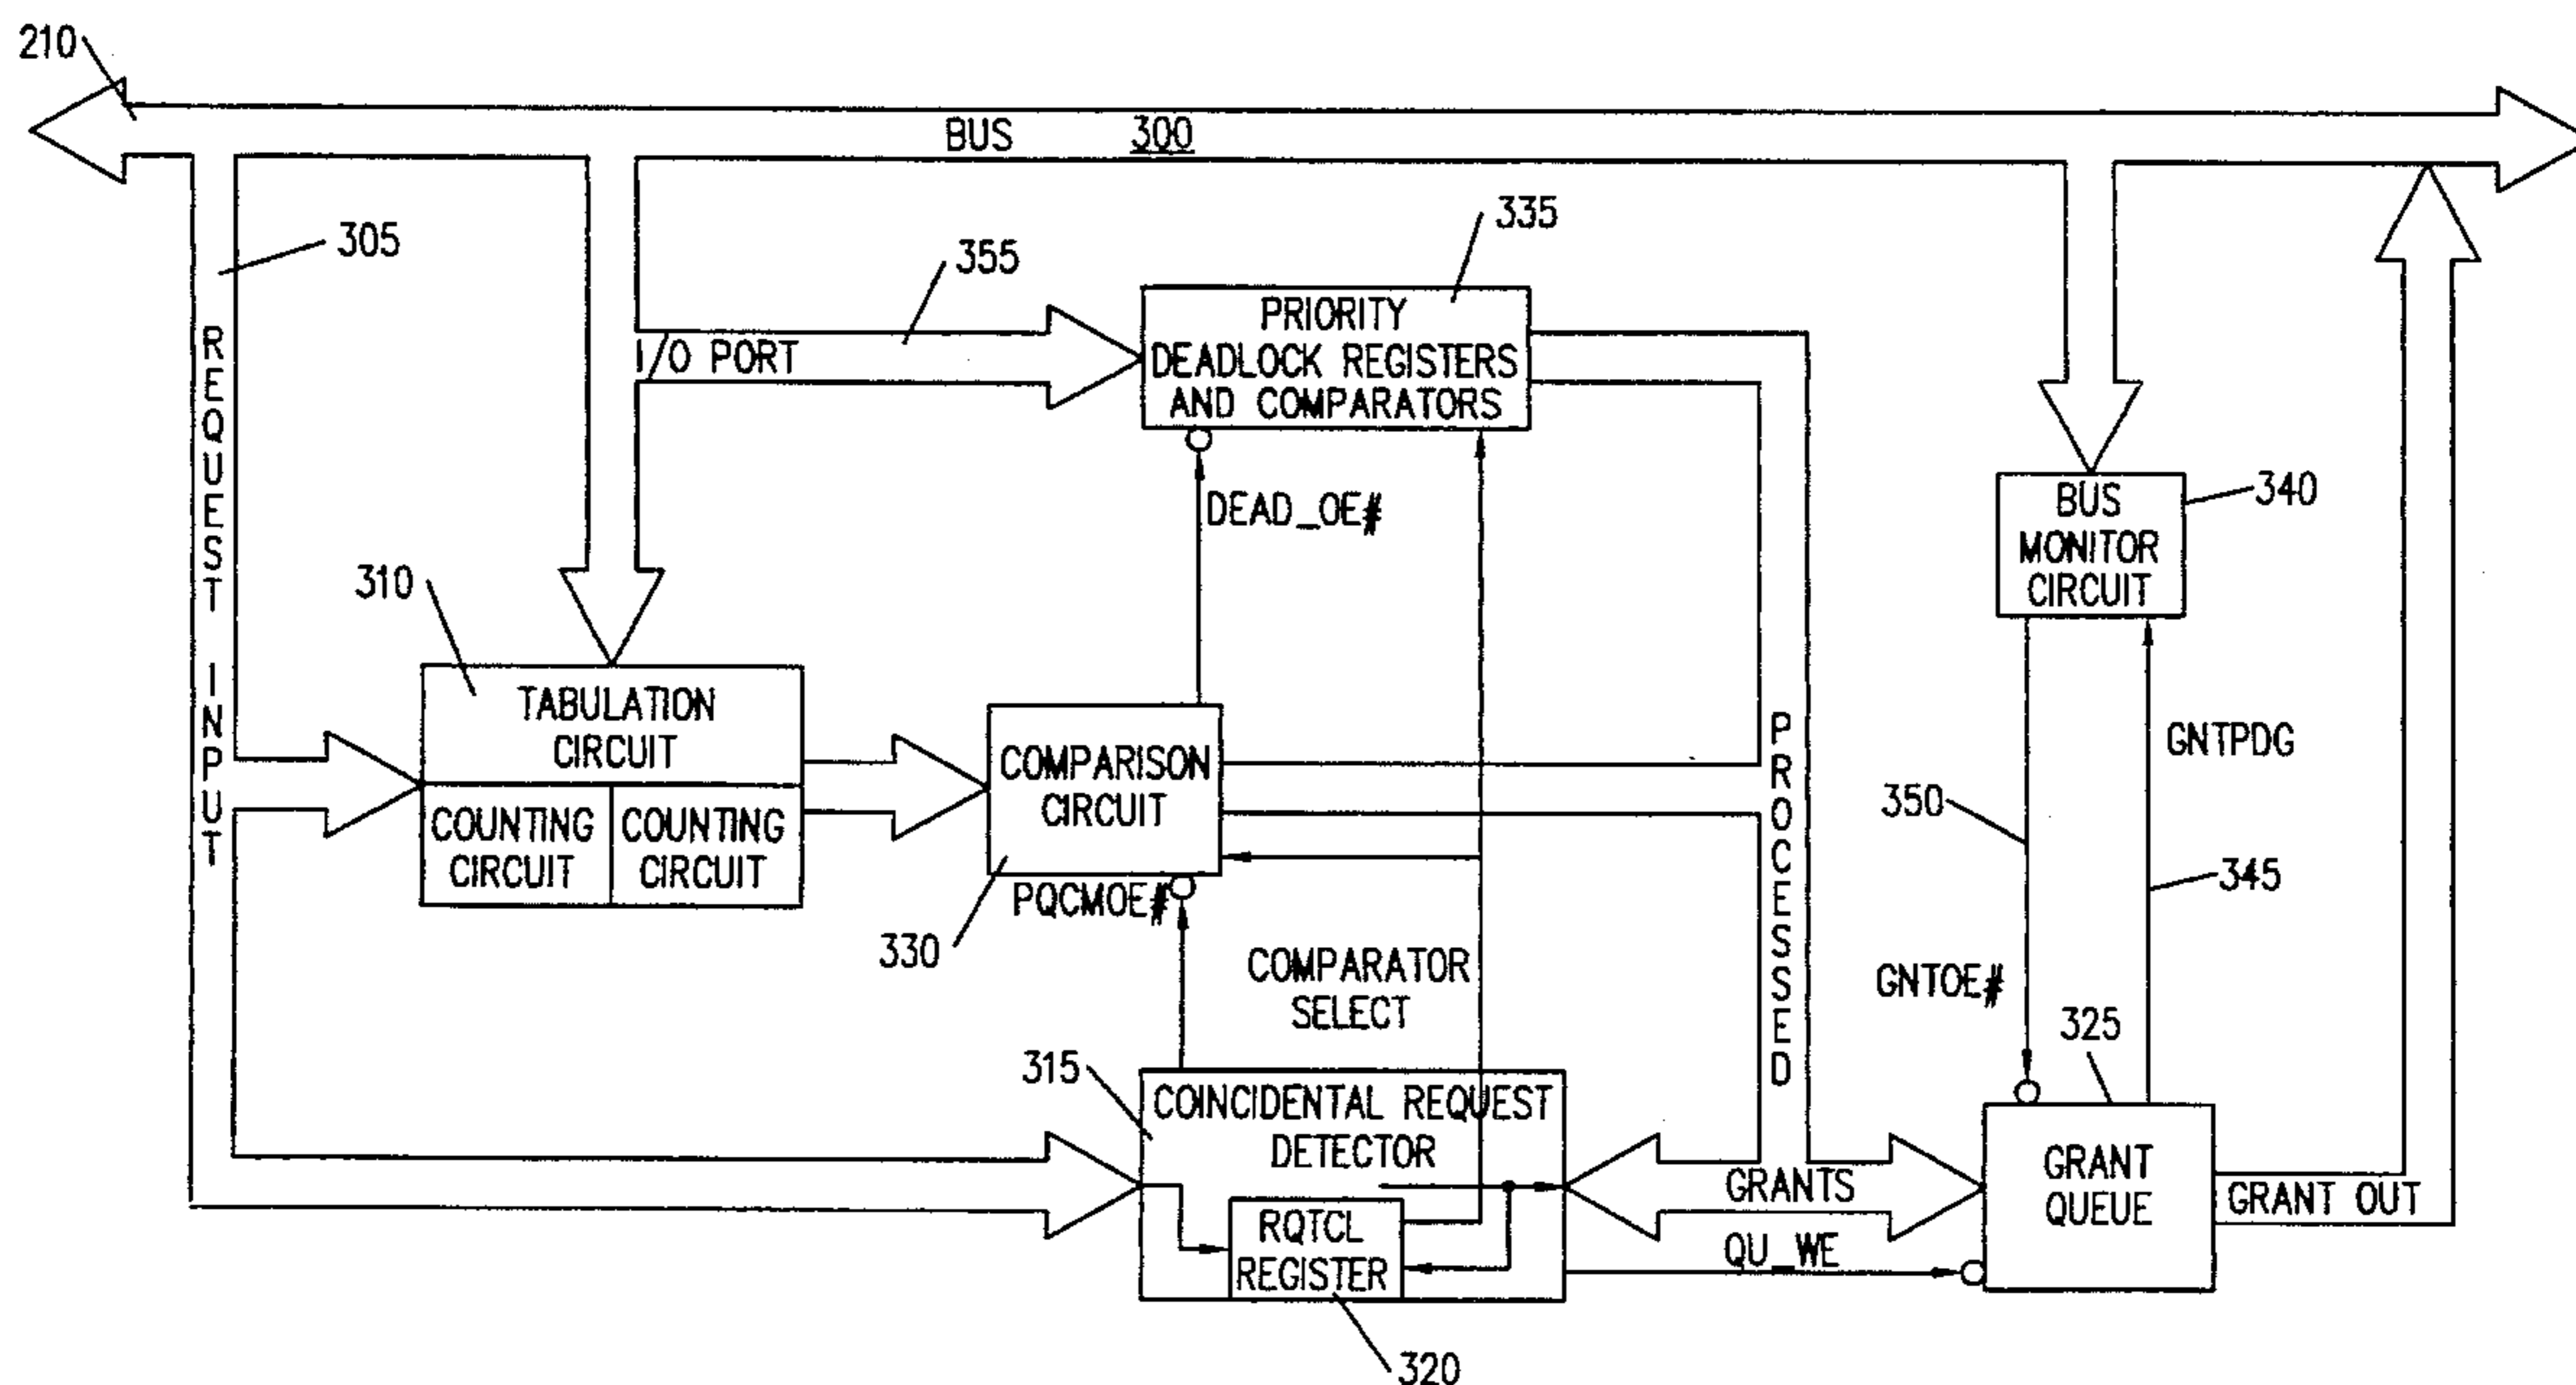 210
BUS 300
305
335
355
REQUEST INPUT
I/O PORT
PRIORITY
DEADLOCK REGISTERS
AND COMPARATORS
DEAD_OE#
BUS
MONITOR
CIRCUIT
340
310
TABULATION
CIRCUIT
COUNTING
CIRCUIT
COUNTING
CIRCUIT
COMPARISON
CIRCUIT
330
PQCMOE#
COMPARATOR
SELECT
PROCESSED
GNTPDG
350
345
GNTOE#
325
315
COINCIDENTAL REQUEST
DETECTOR
RQTCL
REGISTER
320
GRANTS
QU_WE
GRANT
QUEUE
GRANT OUT